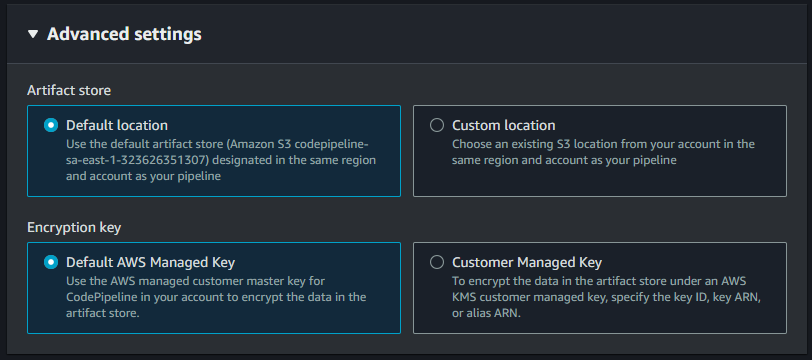 Advanced settings
Artifact store
Default location
Use the default artifact store (Amazon S3 codepipeline-
sa-east-1-323626351307) designated in the same region
and account as your pipeline
Custom location
Choose an existing S3 location from your account in the
same region and account as your pipeline
Encryption key
Default AWS Managed Key
Use the AWS managed customer master key for
CodePipeline in your account to encrypt the data in the
artifact store.
Customer Managed Key
To encrypt the data in the artifact store under an AWS
KMS customer managed key, specify the key ID, key ARN,
or alias ARN.